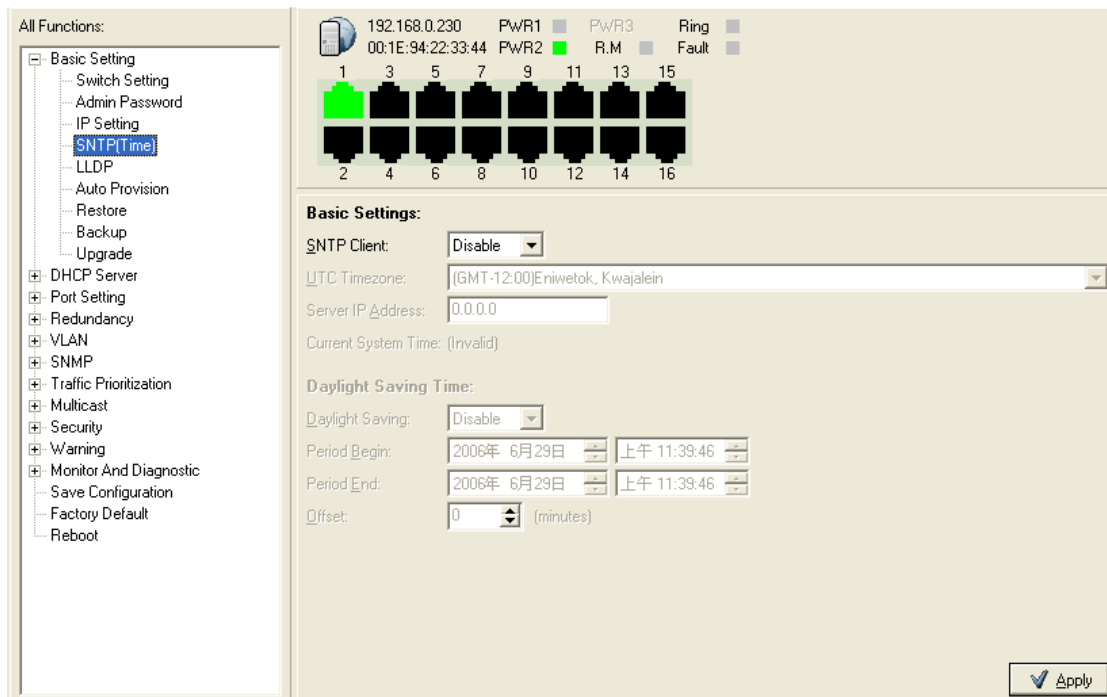 All Functions:
Basic Setting
Switch Setting
Admin Password
IP Setting
SNTP(Time)
LLDP
Auto Provision
Restore
Backup
Upgrade
DHCP Server
Port Setting
Redundancy
VLAN
SNMP
Traffic Prioritization
Multicast
Security
Warning
Monitor And Diagnostic
Save Configuration
Factory Default
Reboot
192.168.0.230 PWR1 PWR3 Ring
00:1E:94:22:33:44 PWR2 R.M Fault
1 3 5 7 9 11 13 15
2 4 6 8 10 12 14 16
Basic Settings:
SNTP Client: Disable
UTC Timezone: (GMT-12:00)Eniwetok, Kwajalein
Server IP Address: 0.0.0.0
Current System Time: (Invalid)
Daylight Saving Time:
Daylight Saving: Disable
Period Begin: 2006年 6月29日 上午 11:39:46
Period End: 2006年 6月29日 上午 11:39:46
Offset: 0 (minutes)
Apply